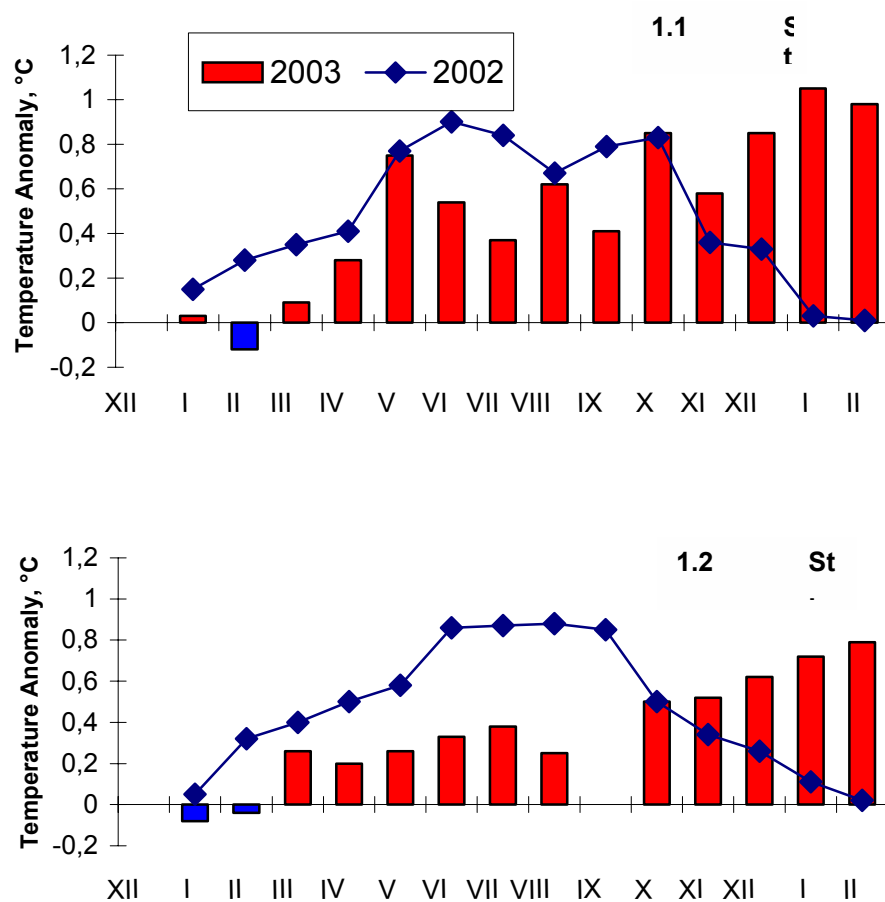 1.1 S
t
1,2
2003 2002
1
0,8
0,6
0,4
0,2
0
-0,2
Temperature Anomaly, °C
XII I II III IV V VI VII VIII IX X XI XII I II
1.2 St
1,2
1
0,8
0,6
0,4
0,2
0
-0,2
Temperature Anomaly, °C
XII I II III IV V VI VII VIII IX X XI XII I II